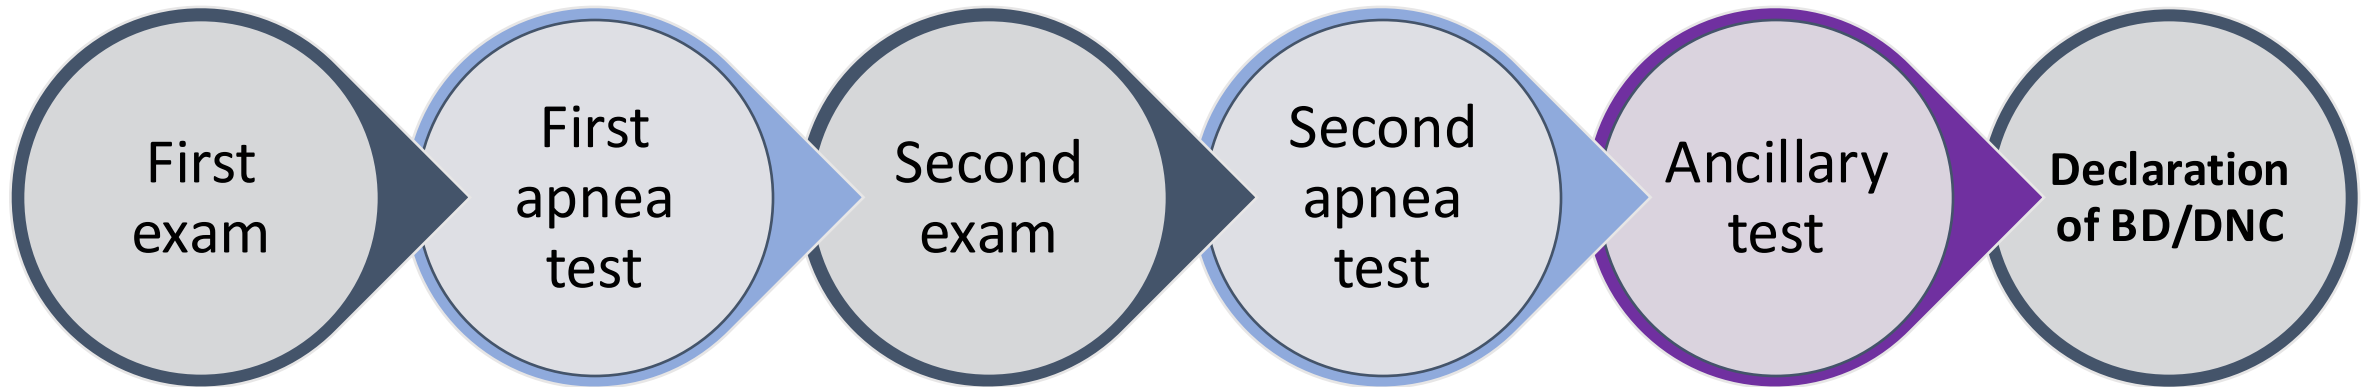 First
exam
First
apnea
test
Second
exam
Second
apnea
test
Ancillary
test
Declaration
of BD/DNC